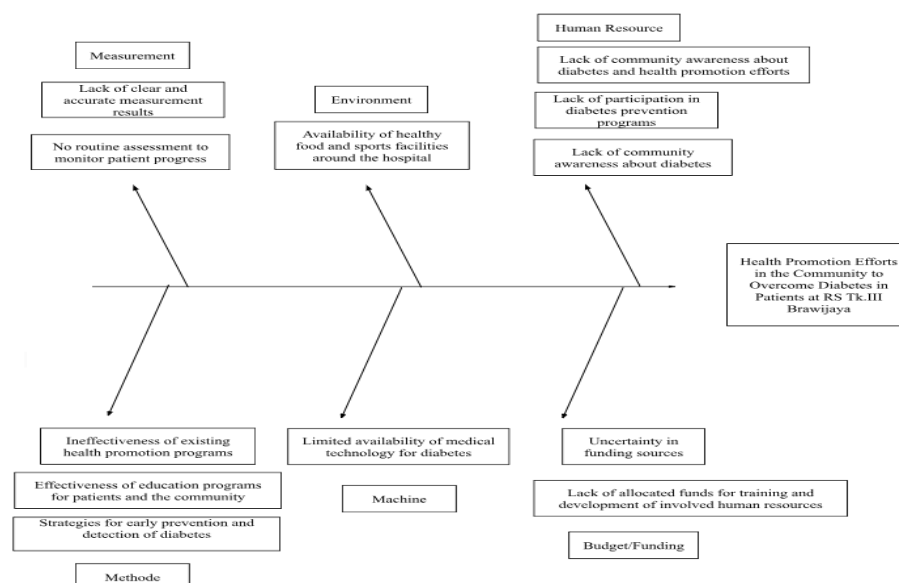 Human Resource
Measurement
Lack of community awareness about
diabetes and health promotion efforts
Lack of clear and
accurate measurement
results
Environment
Lack of participation in
diabetes prevention
programs
No routine assessment to
monitor patient progress
Availability of healthy
food and sports facilities
around the hospital
Lack of community
awareness about diabetes
Health Promotion Efforts
in the Community to
Overcome Diabetes in
Patients at RS Tk.III
Brawijaya
Ineffectiveness of existing
health promotion programs
Limited availability of medical
technology for diabetes
Uncertainty in
funding sources
Effectiveness of education programs
for patients and the community
Machine
Lack of allocated funds for training and
development of involved human resources
Strategies for early prevention and
detection of diabetes
Budget/Funding
Methode